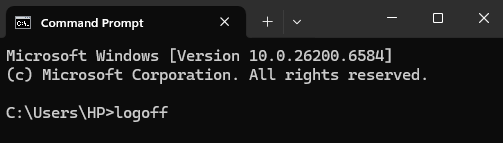 Command Prompt
Microsoft Windows [Version 10.0.26200.6584]
(c) Microsoft Corporation. All rights reserved.
C:\Users\HP>logoff